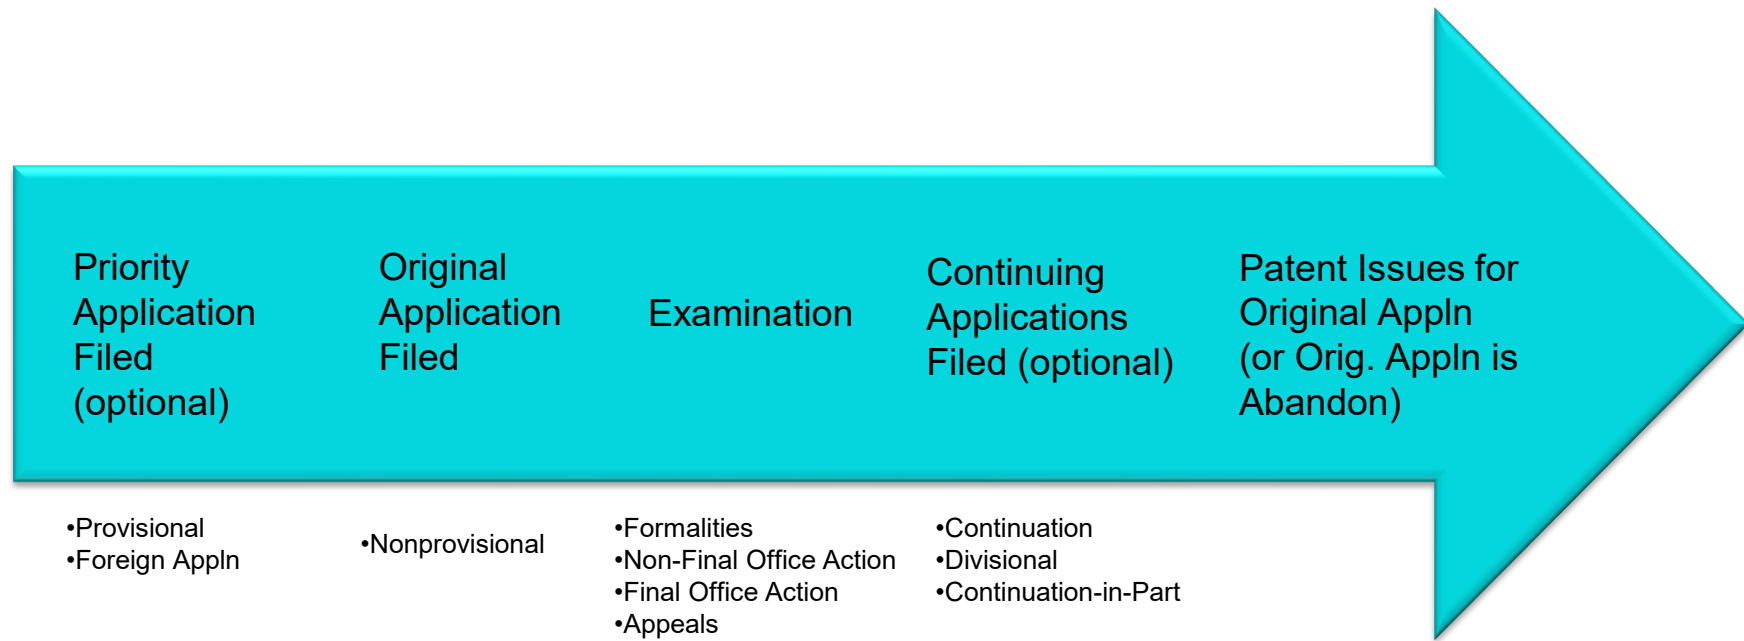 Priority
Application
Filed
(optional)
Original
Application
Filed
Examination
Continuing
Applications
Filed (optional)
Patent Issues for
Original Appln
(or Orig. Appln is
Abandon)
•Provisional
•Foreign Appln
•Nonprovisional
•Formalities
•Non-Final Office Action
•Final Office Action
•Appeals
•Continuation
•Divisional
•Continuation-in-Part